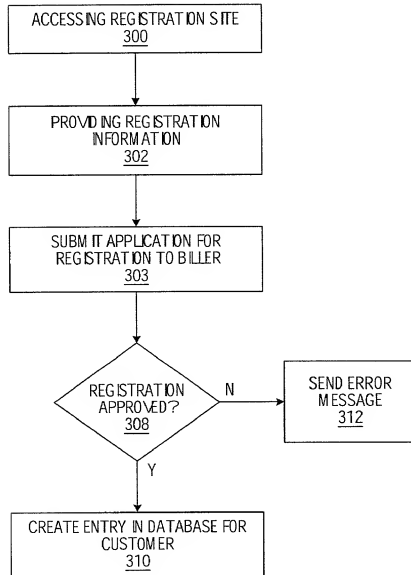 ACCESSING REGISTRATION SITE
300
PROVIDING REGISTRATION
INFORMATION
302
SUBMIT APPLICATION FOR
REGISTRATION TO BILLER
303
REGISTRATION
APPROVED?
308
N
SEND ERROR
MESSAGE
312
Y
CREATE ENTRY IN DATABASE FOR
CUSTOMER
310